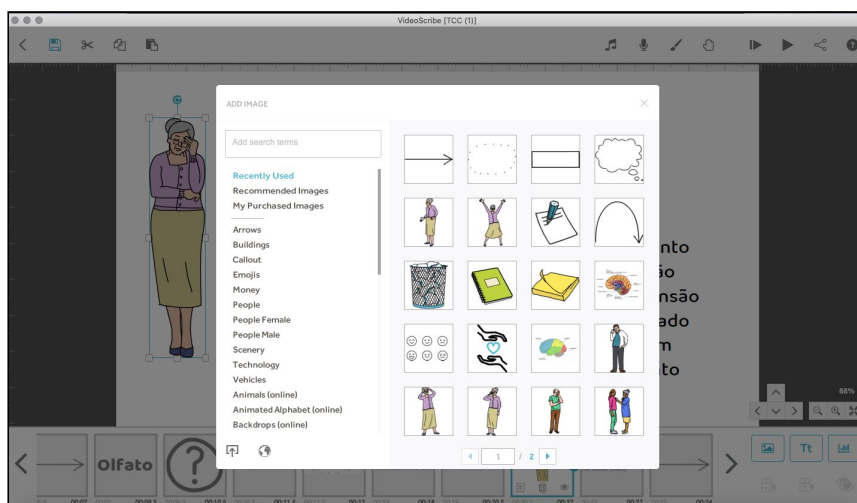 VideoScribe [TCC (1)]
ADD IMAGE
Add search terms
Recently Used
Recommended Images
My Purchased Images
Arrows
Buildings
Callout
Emojis
Money
People
People Female
People Male
Scenery
Technology
Vehicles
Animals (online)
Animated Alphabet (online)
Backdrops (online)
1 / 2
nto
ão
nsão
ado
m
to
88%
Olfato
?
Tt